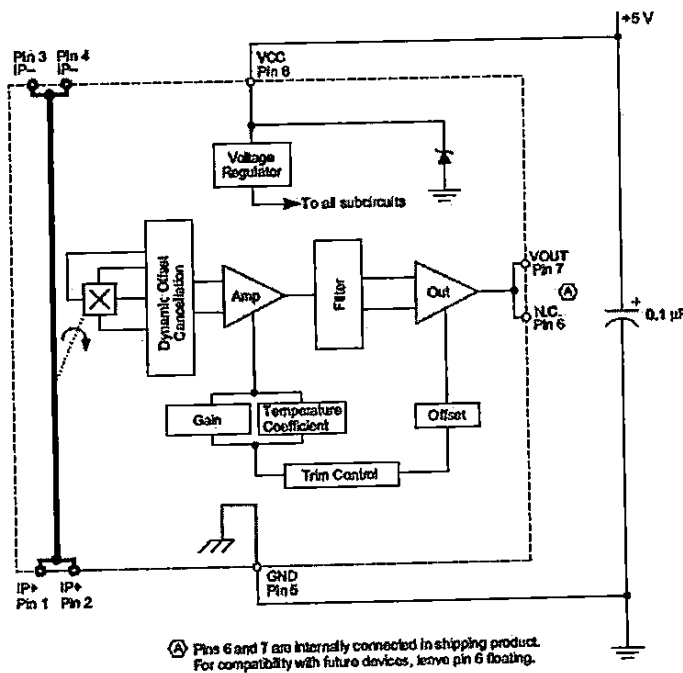 +5 V
Pin 3 Pin 4
IP– IP–
VCC
Pin 8
Voltage
Regulator
To all subcircuits
Dynamic Offset
Cancellation
Amp
Filter
Out
VOUT
Pin 7
A
N.C.
Pin 6
+
0.1 µF
Gain
Temperature
Coefficient
Offset
Trim Control
IP+ IP+
Pin 1 Pin 2
GND
Pin 5
A Pins 6 and 7 are internally connected in shipping product.
For compatibility with future devices, leave pin 6 floating.